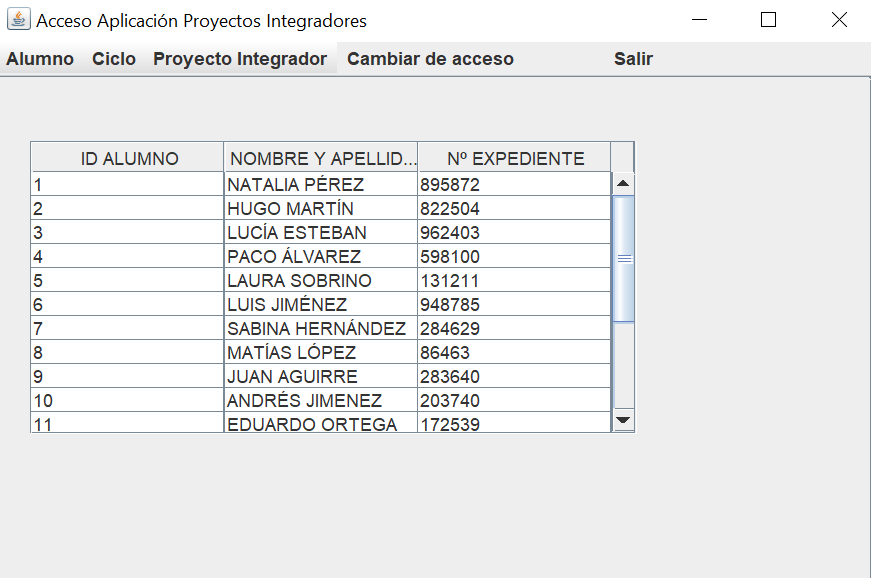 Acceso Aplicación Proyectos Integradores
Alumno Ciclo Proyecto Integrador Cambiar de acceso Salir
ID ALUMNO NOMBRE Y APELLID... Nº EXPEDIENTE
1 NATALIA PÉREZ 895872
2 HUGO MARTÍN 822504
3 LUCÍA ESTEBAN 962403
4 PACO ÁLVAREZ 598100
5 LAURA SOBRINO 131211
6 LUIS JIMÉNEZ 948785
7 SABINA HERNÁNDEZ 284629
8 MATÍAS LÓPEZ 86463
9 JUAN AGUIRRE 283640
10 ANDRÉS JIMENEZ 203740
11 EDUARDO ORTEGA 172539